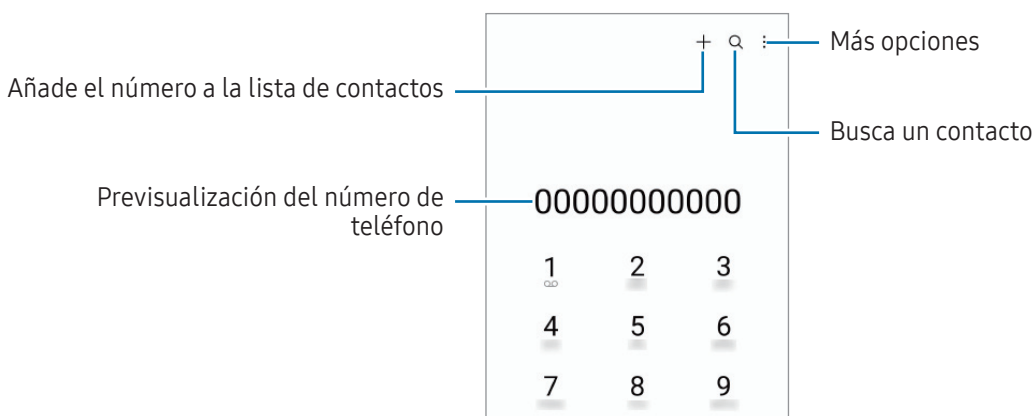 Más opciones
Añade el número a la lista de contactos
Busca un contacto
Previsualización del número de
teléfono
00000000000
1 2 3
4 5 6
7 8 9